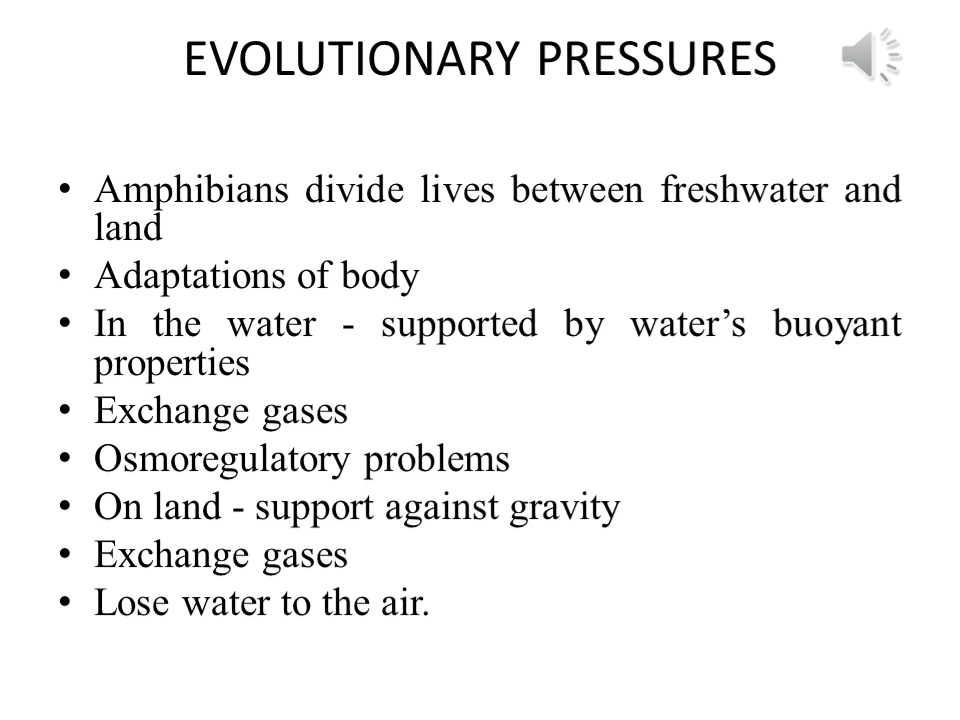 EVOLUTIONARY PRESSURES
• Amphibians divide lives between freshwater and
land
• Adaptations of body
• In the water - supported by water’s buoyant
properties
• Exchange gases
• Osmoregulatory problems
• On land - support against gravity
• Exchange gases
• Lose water to the air.